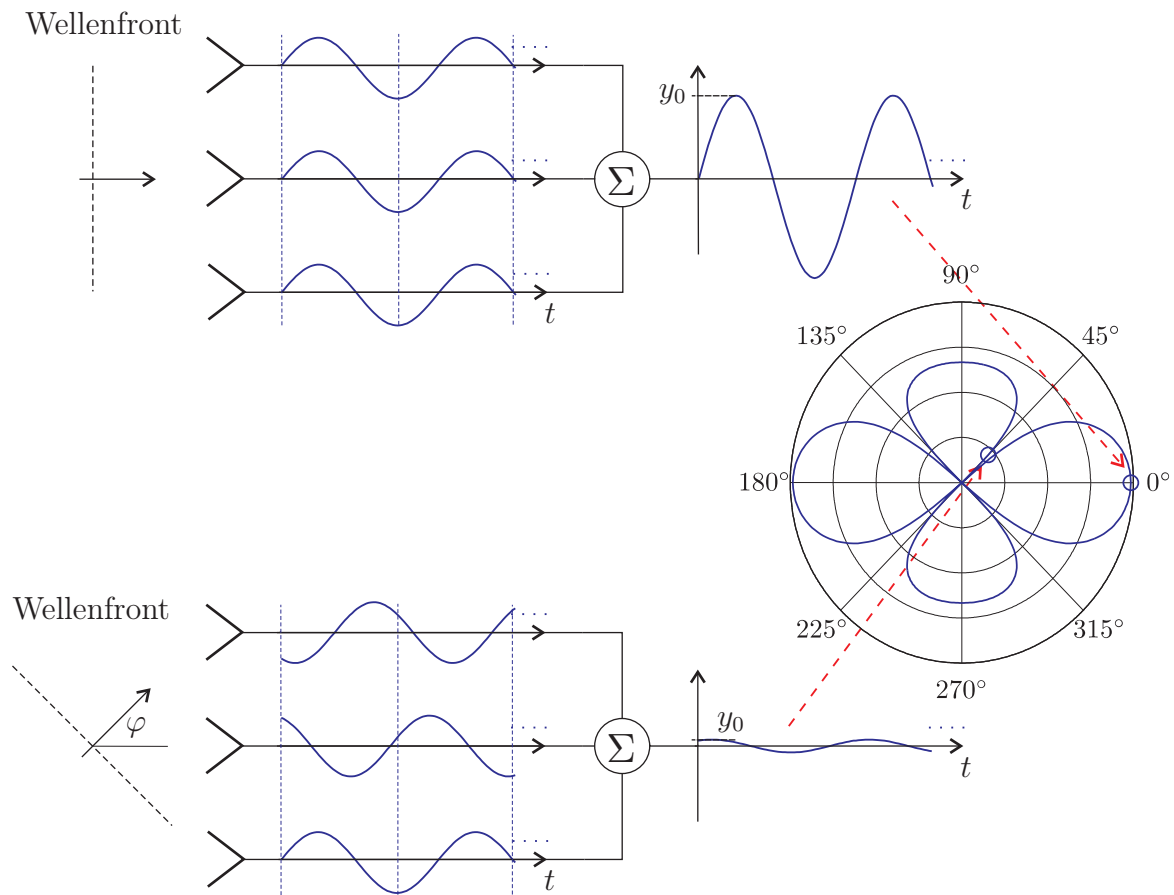 Wellenfront
. . . .
y₀
. . . .
Σ
. . . .
t
. . . .
t
90°
135°
45°
180°
0°
225°
315°
270°
Wellenfront
. . . .
φ
. . . .
Σ
y₀
. . . .
t
. . . .
t